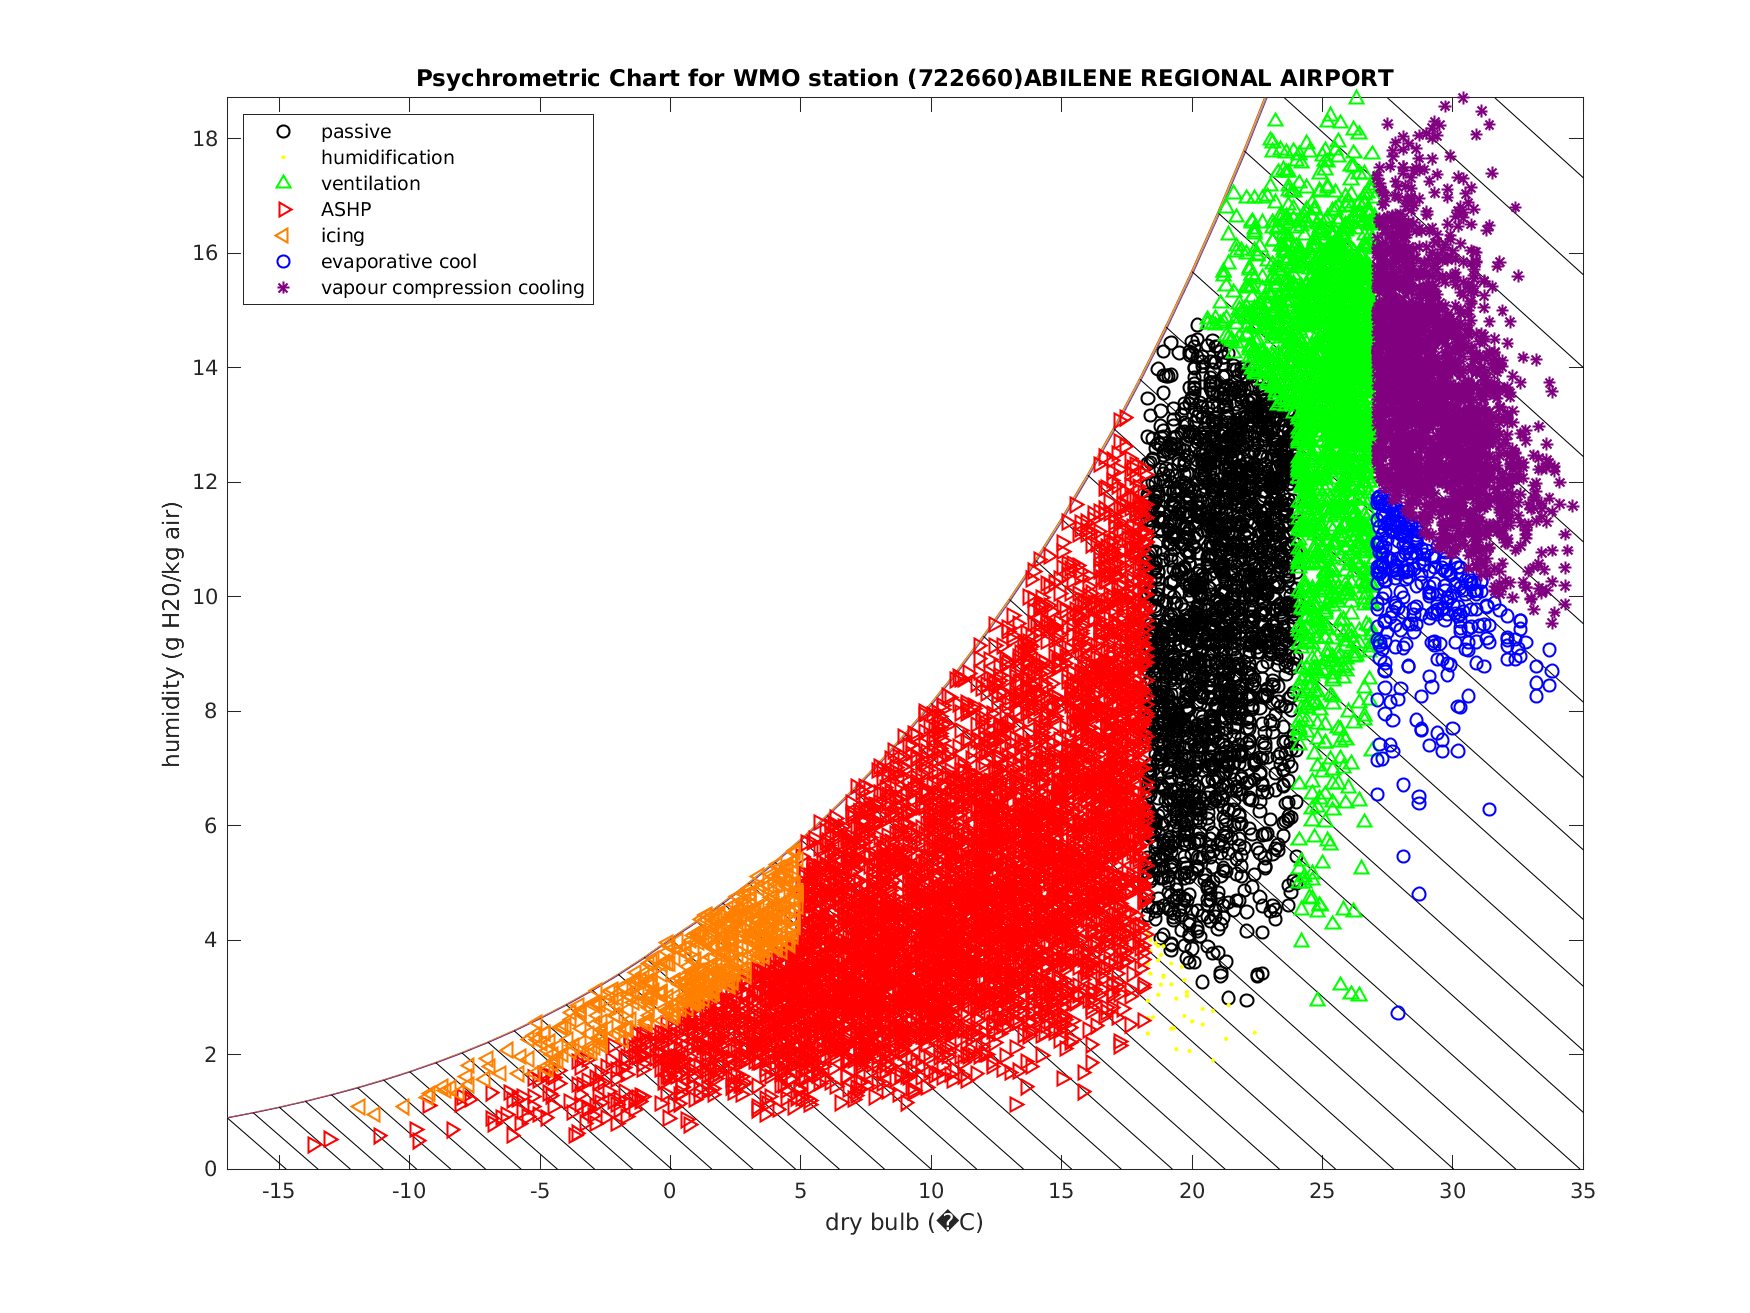 Psychrometric Chart for WMO station (722660)ABILENE REGIONAL AIRPORT
passive
humidification
ventilation
ASHP
icing
evaporative cool
vapour compression cooling
humidity (g H20/kg air)
18
16
14
12
10
8
6
4
2
0
-15 -10 -5 0 5 10 15 20 25 30 35
dry bulb (�C)